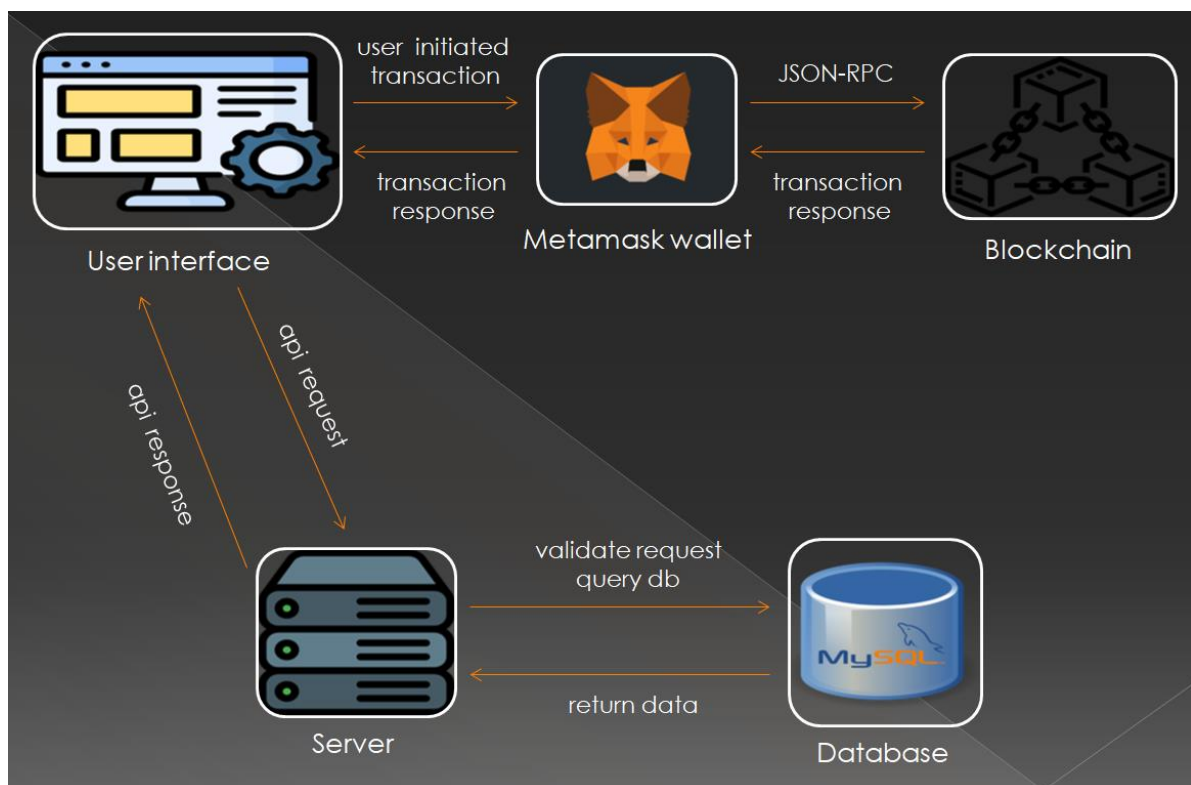 user initiated
transaction
JSON-RPC
transaction
response
transaction
response
User interface
Metamask wallet
Blockchain
api request
api response
validate request
query db
MySQL
return data
Server
Database